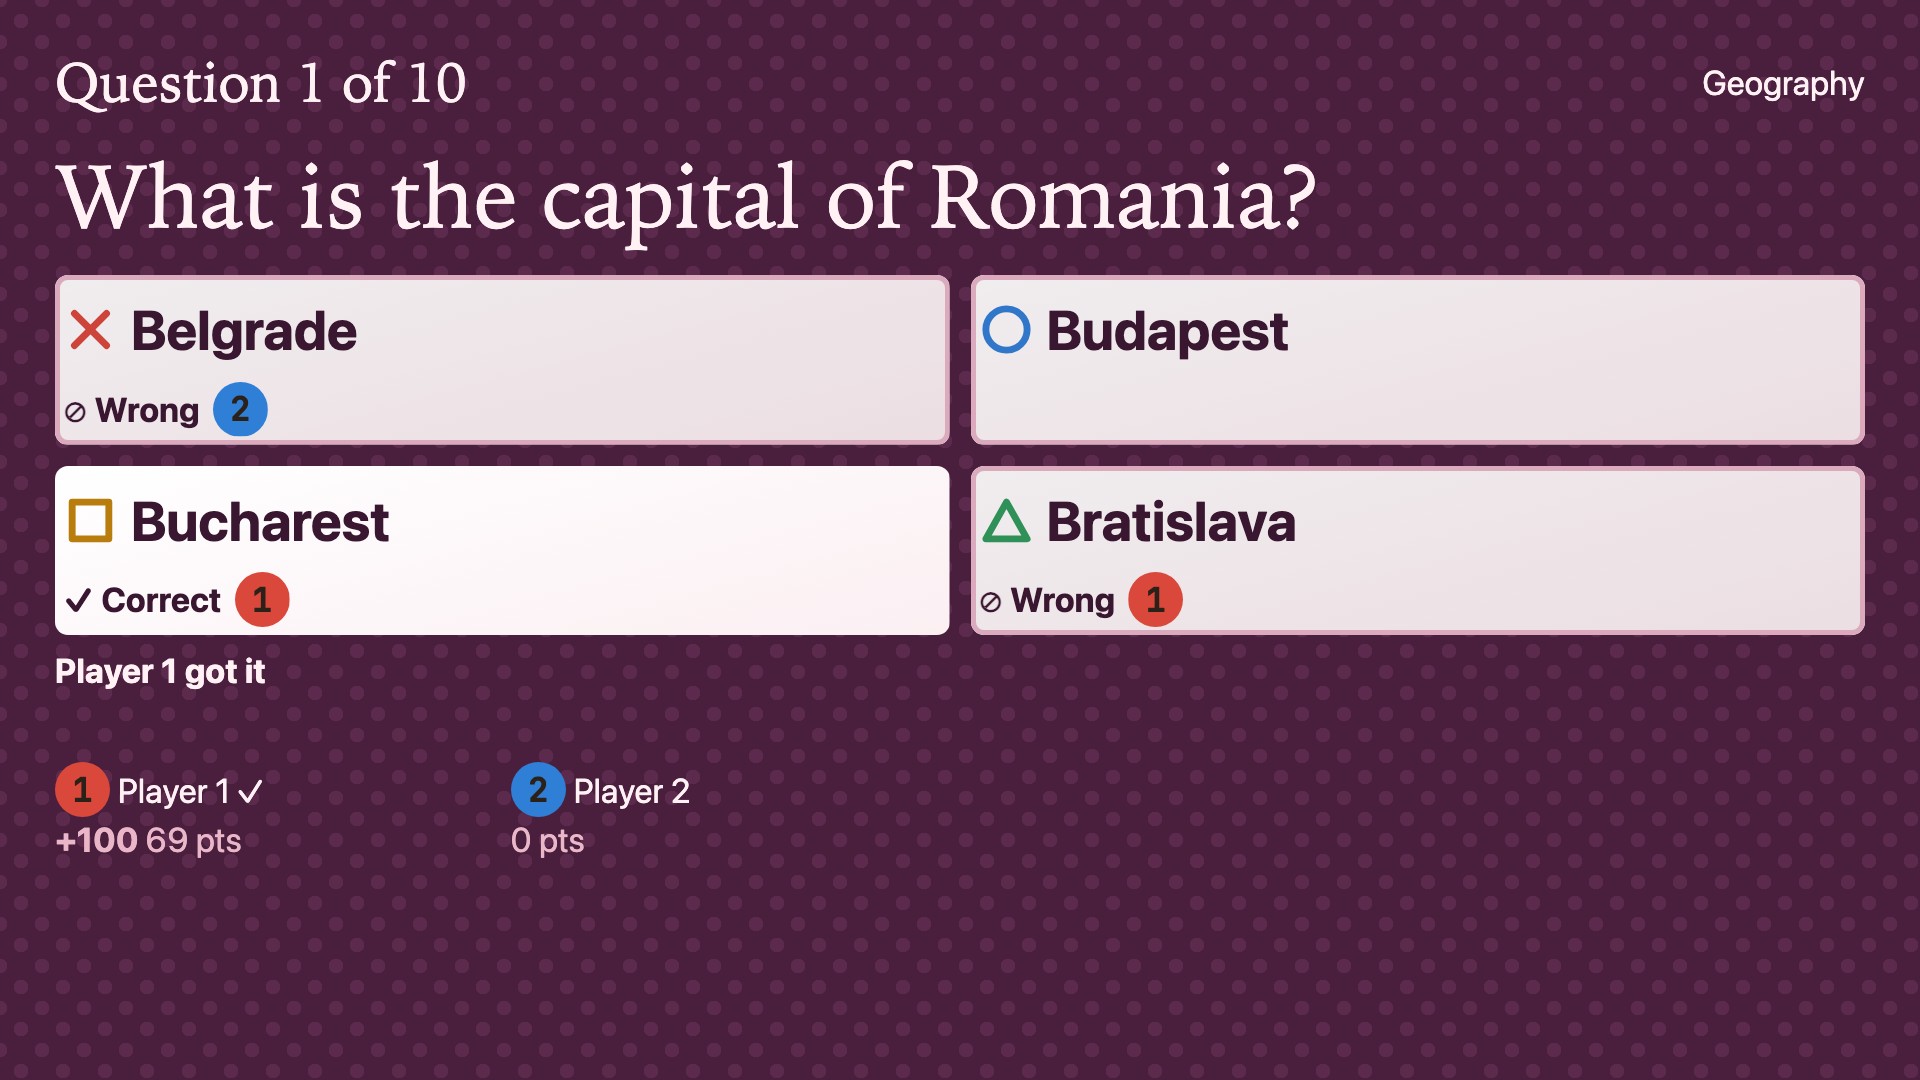 Question 1 of 10
Geography
What is the capital of Romania?
Belgrade
Wrong 2
Budapest
Bucharest
✓ Correct 1
Bratislava
Wrong 1
Player 1 got it
1 Player 1 ✓
+100 69 pts
2 Player 2
0 pts